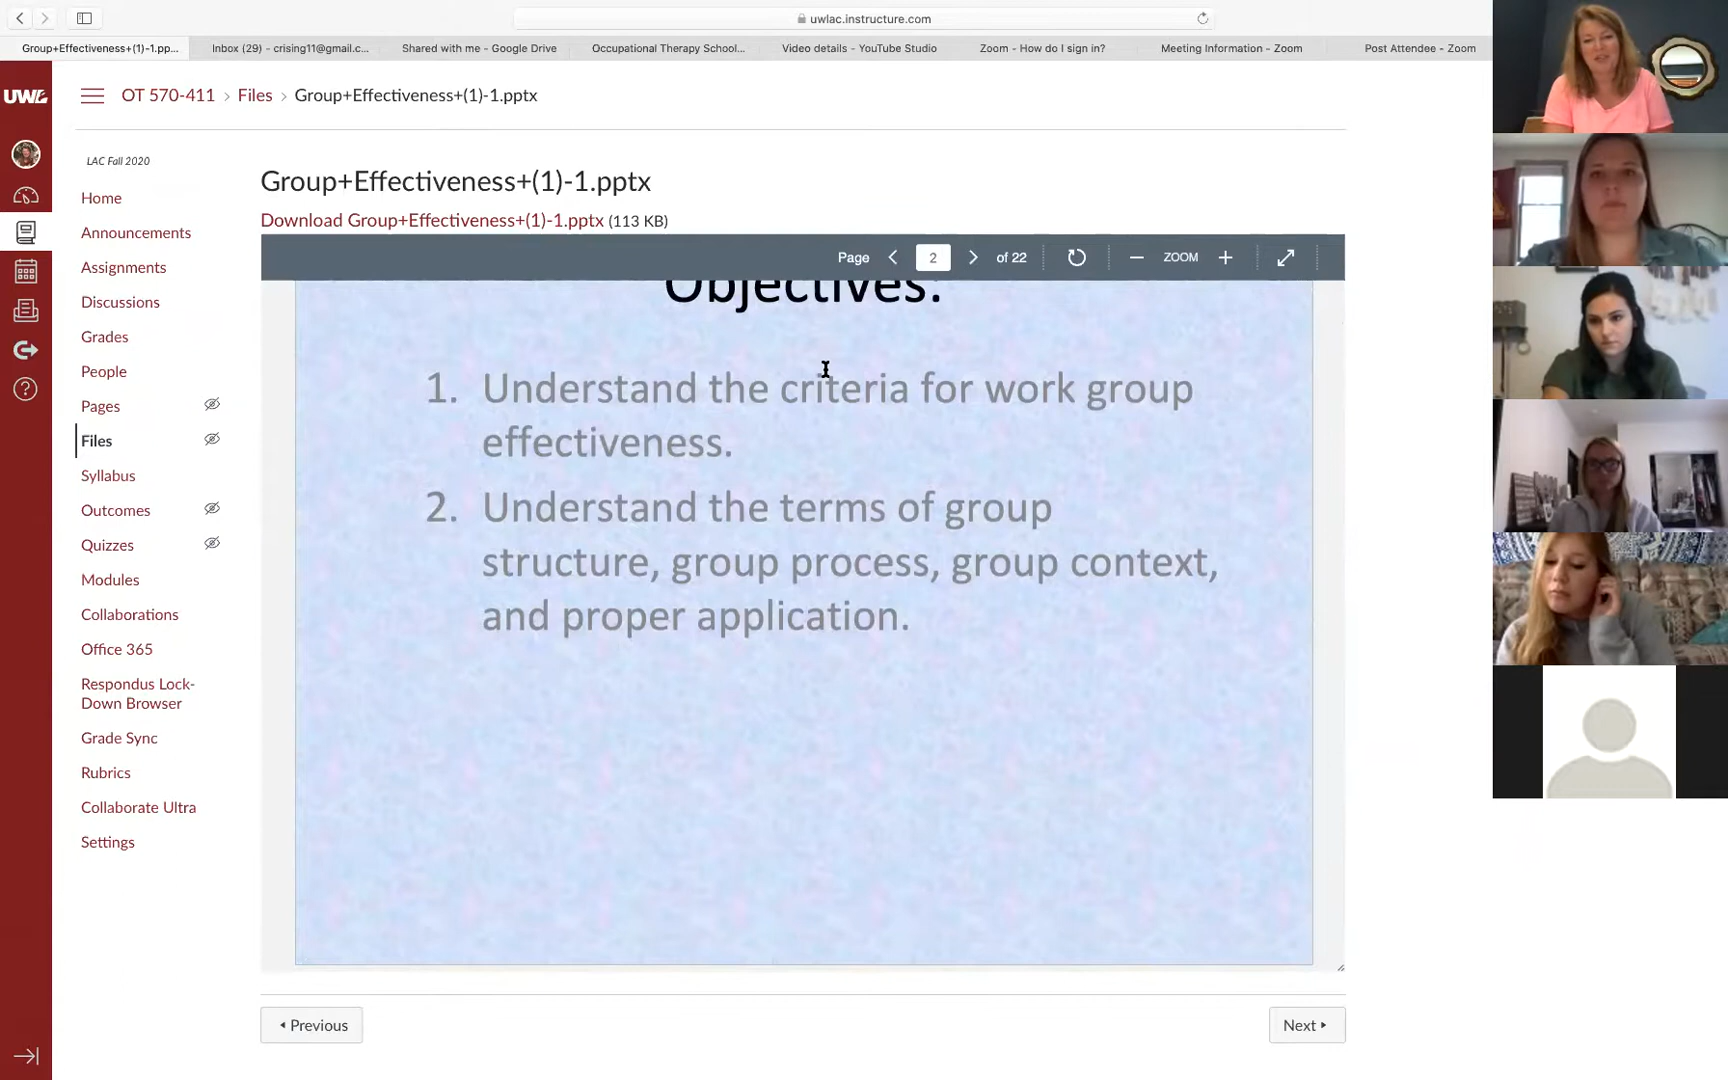 uwlac.instructure.com
Group+Effectiveness+(1)-1.pp...
Inbox (29) - crising11@gmail.c...
Shared with me - Google Drive
Occupational Therapy School...
Video details - YouTube Studio
Zoom - How do I sign in?
Meeting Information - Zoom
Post Attendee - Zoom
UWL
OT 570-411 › Files › Group+Effectiveness+(1)-1.pptx
LAC Fall 2020
Home
Announcements
Assignments
Discussions
Grades
People
Pages
Files
Syllabus
Outcomes
Quizzes
Modules
Collaborations
Office 365
Respondus Lock-
Down Browser
Grade Sync
Rubrics
Collaborate Ultra
Settings
Group+Effectiveness+(1)-1.pptx
Download Group+Effectiveness+(1)-1.pptx (113 KB)
Page 2 of 22 ZOOM
Objectives:
1. Understand the criteria for work group
effectiveness.
2. Understand the terms of group
structure, group process, group context,
and proper application.
Previous
Next